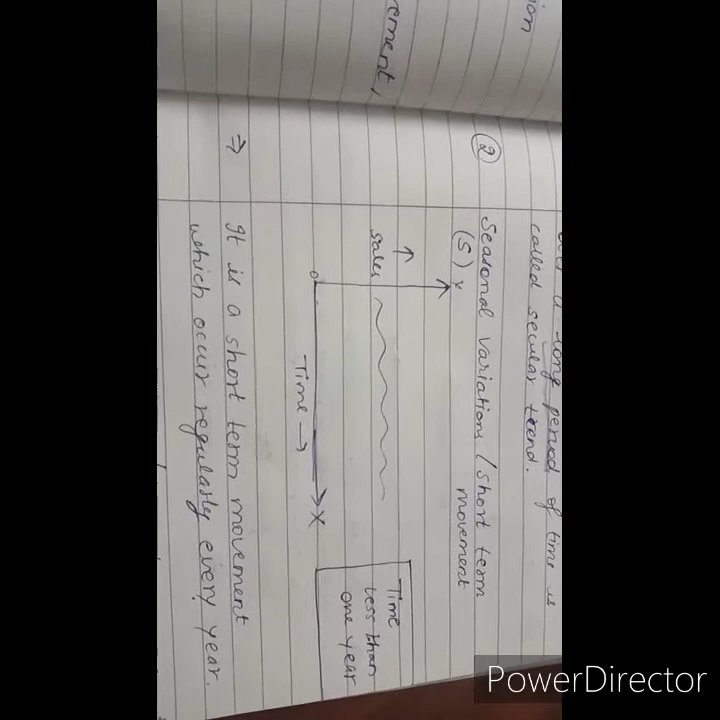 ion
rement,
a long period of time is
called secular trend.
② Seasonal variations / short term
movement
(S)
Y
↑
sales
o
Time →
X
Time
less than
one year
⇒ It is a short term movement
which occur regularly every year.
PowerDirector